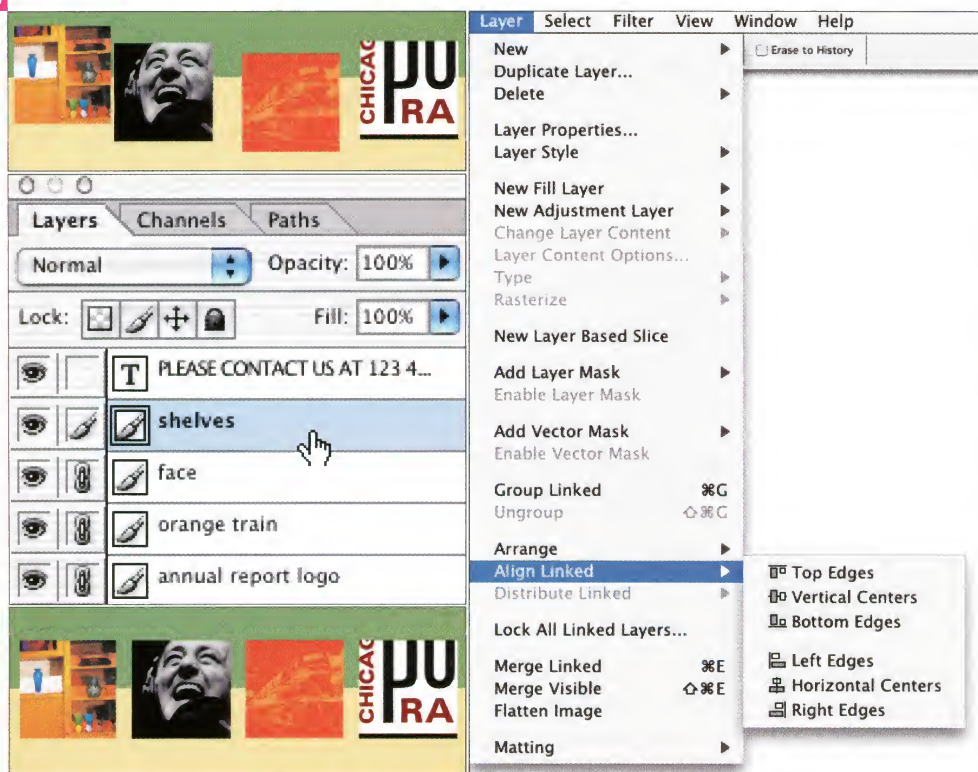 CHICAG
PU
RA
Layers Channels Paths
Normal Opacity: 100%
Lock: Fill: 100%
T PLEASE CONTACT US AT 123 4...
shelves
face
orange train
annual report logo
CHICAG
PU
RA
Layer Select Filter View Window Help
Erase to History
New
Duplicate Layer...
Delete
Layer Properties...
Layer Style
New Fill Layer
New Adjustment Layer
Change Layer Content
Layer Content Options...
Type
Rasterize
New Layer Based Slice
Add Layer Mask
Enable Layer Mask
Add Vector Mask
Enable Vector Mask
Group Linked ⌘G
Ungroup ⇧⌘G
Arrange
Align Linked
Distribute Linked
Lock All Linked Layers...
Merge Linked ⌘E
Merge Visible ⇧⌘E
Flatten Image
Matting
Top Edges
Vertical Centers
Bottom Edges
Left Edges
Horizontal Centers
Right Edges